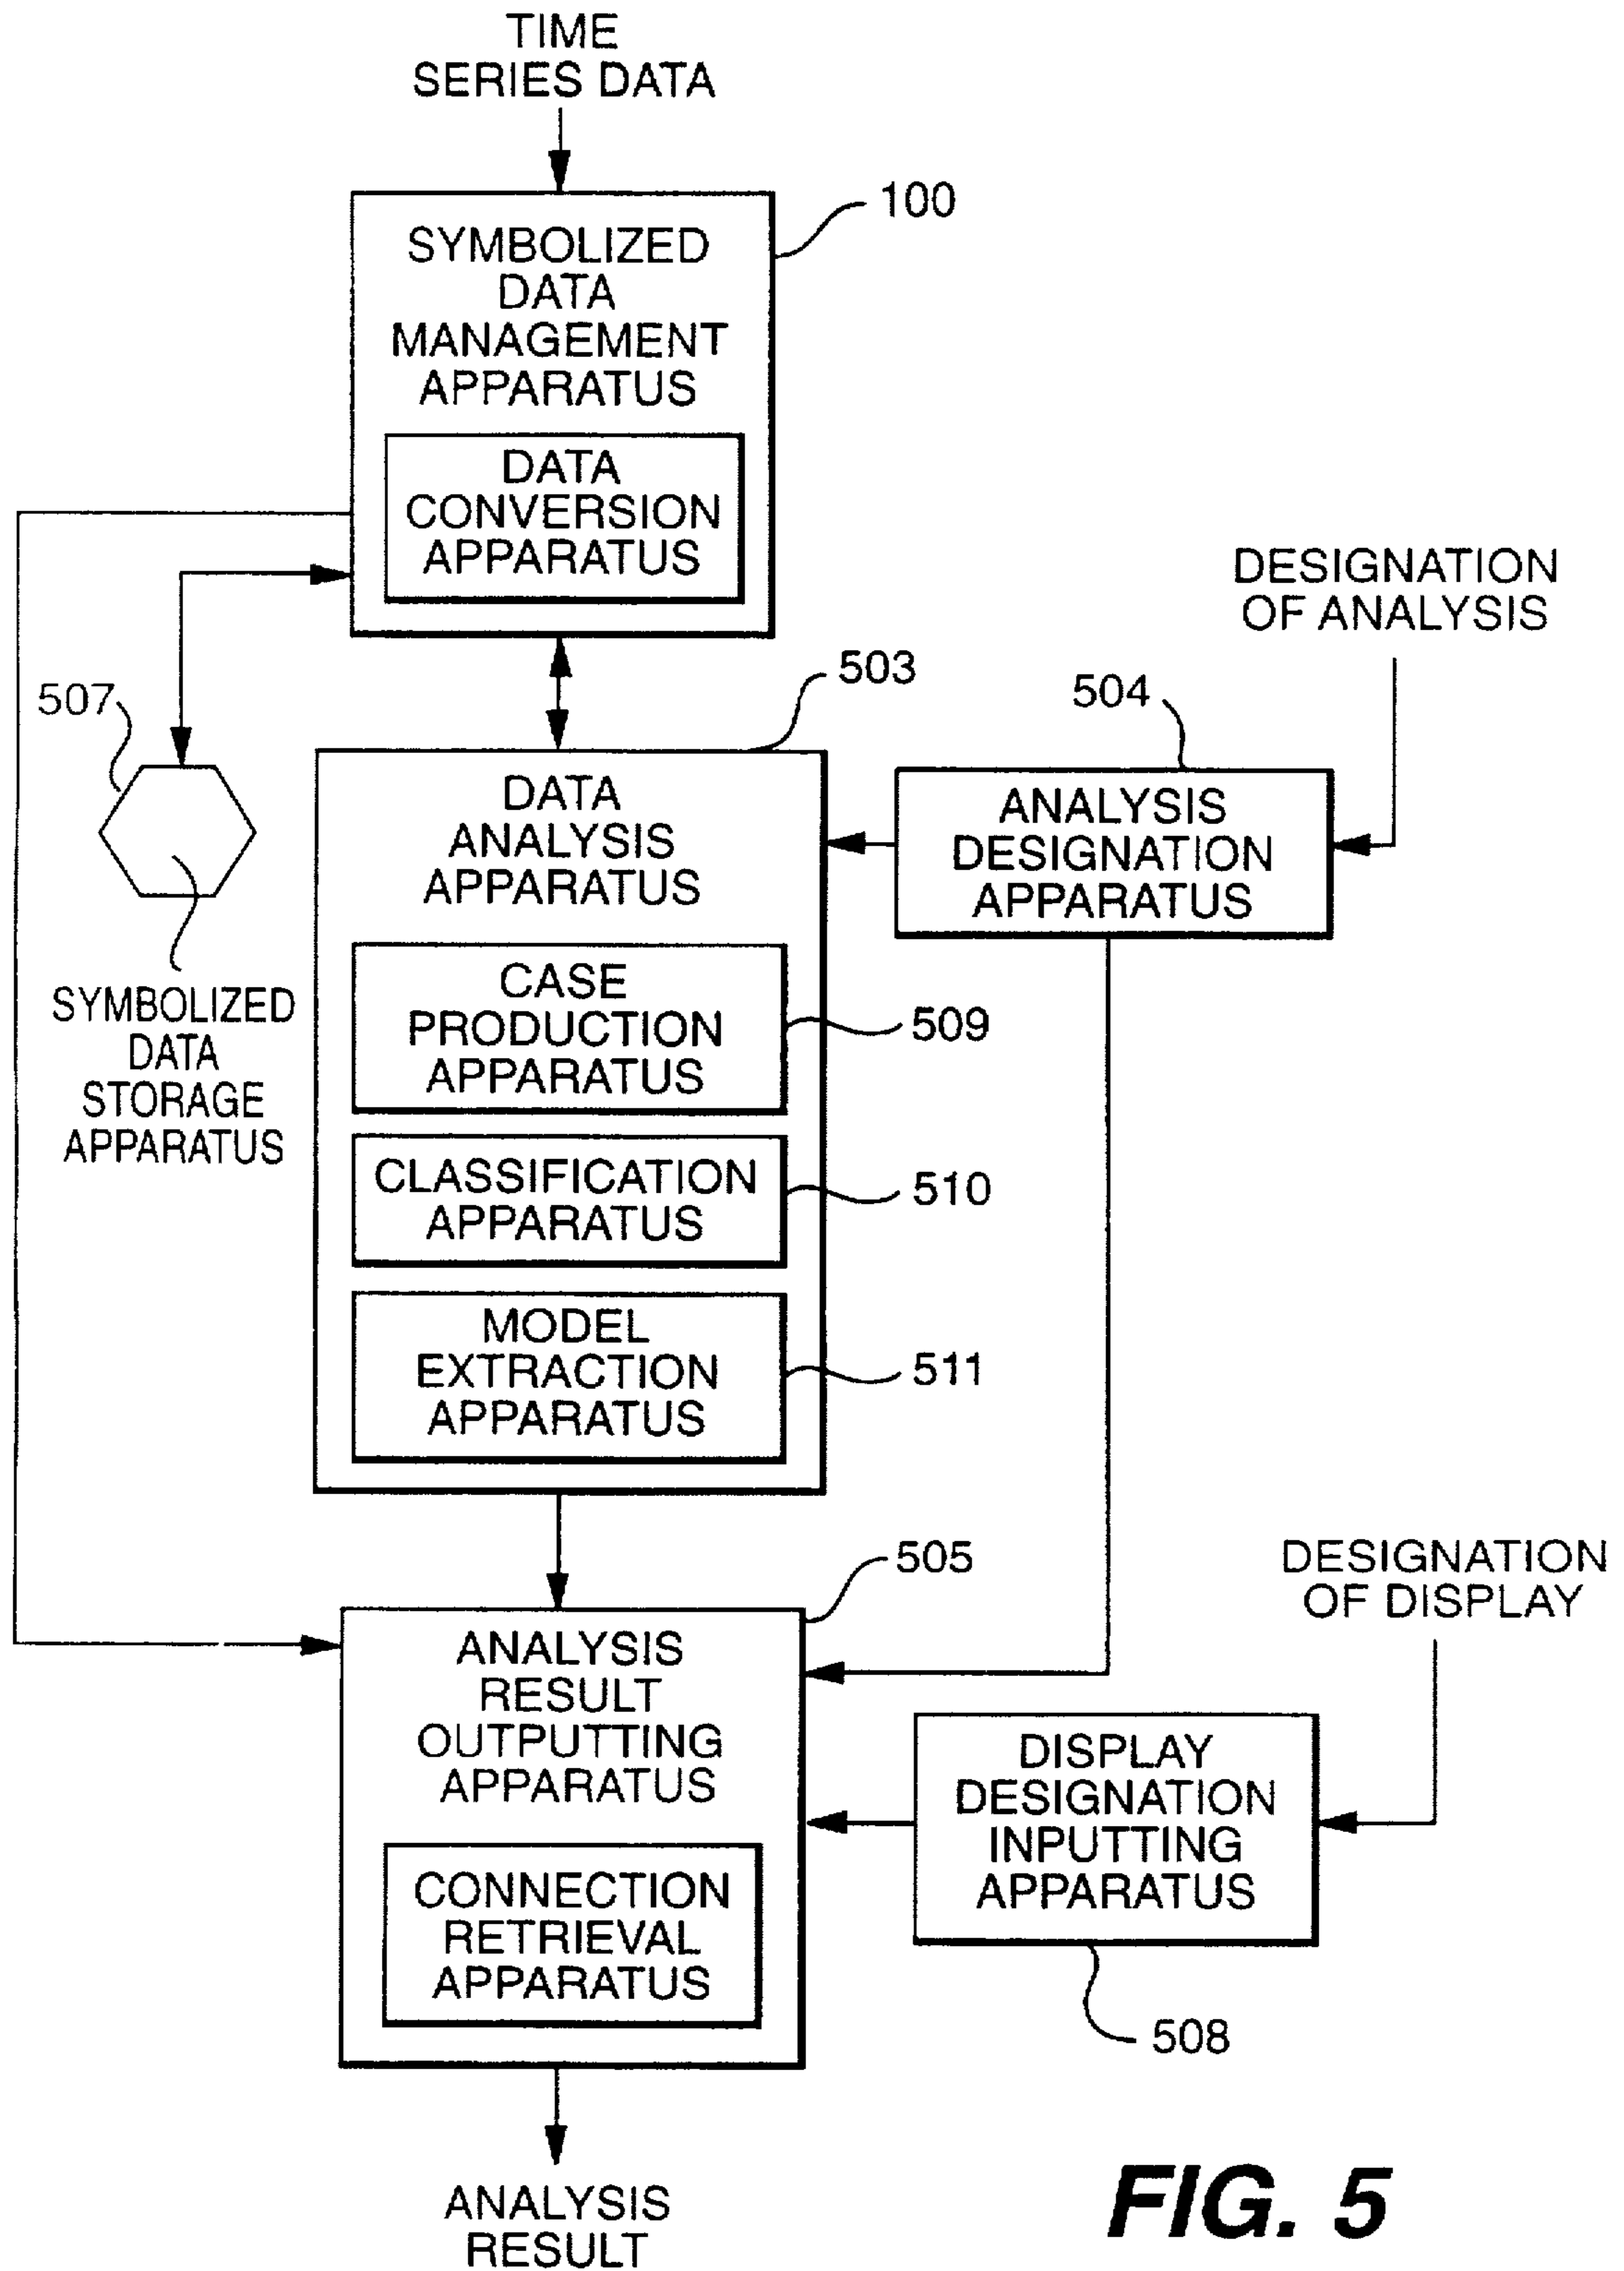 TIME
SERIES DATA
100
SYMBOLIZED
DATA
MANAGEMENT
APPARATUS
DATA
CONVERSION
APPARATUS
DESIGNATION
OF ANALYSIS
507
503
504
DATA
ANALYSIS
APPARATUS
ANALYSIS
DESIGNATION
APPARATUS
SYMBOLIZED
DATA
STORAGE
APPARATUS
CASE
PRODUCTION
APPARATUS
509
CLASSIFICATION
APPARATUS
510
MODEL
EXTRACTION
APPARATUS
511
505
DESIGNATION
OF DISPLAY
ANALYSIS
RESULT
OUTPUTTING
APPARATUS
DISPLAY
DESIGNATION
INPUTTING
APPARATUS
CONNECTION
RETRIEVAL
APPARATUS
508
ANALYSIS
RESULT
FIG. 5